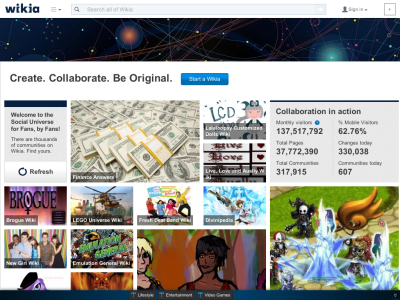 wikia
Search all of Wikia
Sign in
Create. Collaborate. Be Original.
Start a Wikia
Welcome to the
Social Universe
for Fans, by Fans!
There are
thousands of
communities on
Wikia. Find yours.
Refresh
Finance Answers
LCD
Lalaloopsy Customized
Dolls Wiki
Live, Love and Austly Wiki
Collaboration in action
Monthly visitors
% Mobile Visitors
137,517,792
62.76%
Total Pages
Changes today
37,772,390
330,038
Total Communities
Communities today
317,915
607
BROGUE
Brogue Wiki
LEGO Universe Wiki
Fresh Beat Band Wiki
Divinipedia
New Girl Wiki
Emulation General Wiki
Lifestyle
Entertainment
Video Games